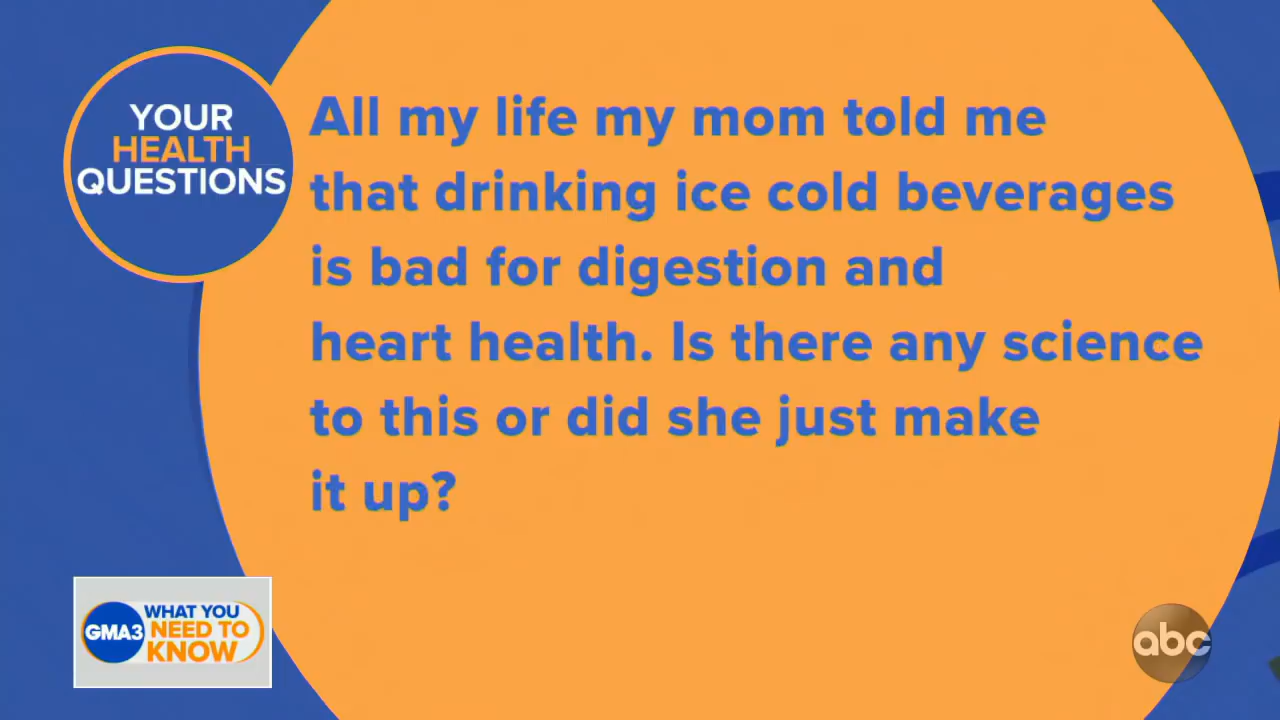 YOUR
HEALTH
QUESTIONS
All my life my mom told me
that drinking ice cold beverages
is bad for digestion and
heart health. Is there any science
to this or did she just make
it up?
GMA3
WHAT YOU
NEED TO
KNOW
abc